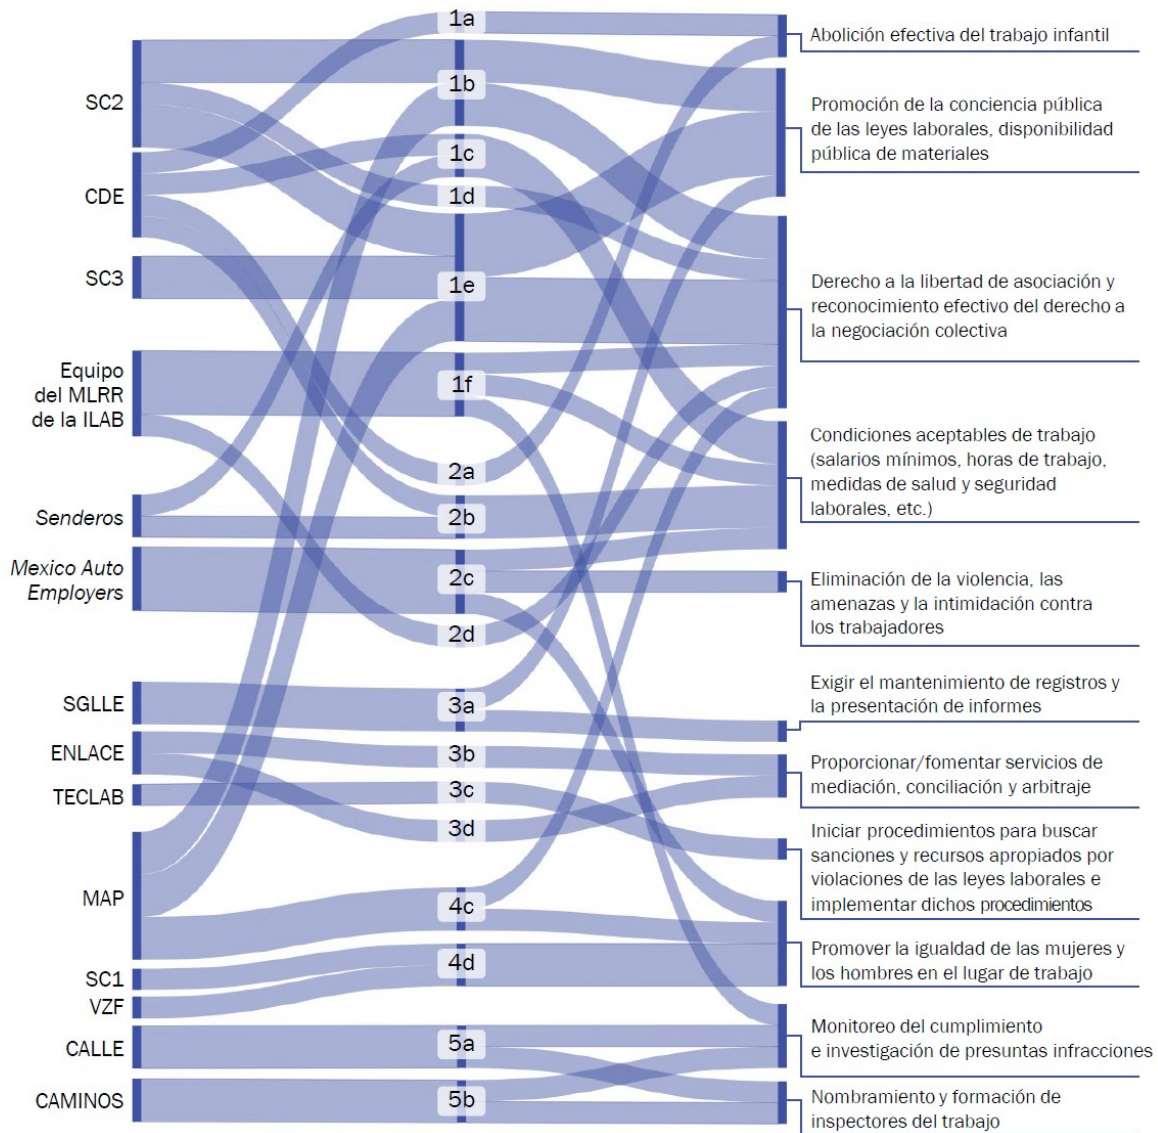 SC2
CDE
SC3
Equipo
del MLRR
de la ILAB
Senderos
Mexico Auto
Employers
SGLLE
ENLACE
TECLAB
MAP
SC1
VZF
CALLE
CAMINOS
1a
1b
1c
1d
1e
1f
2a
2b
2c
2d
3a
3b
3c
3d
4c
4d
5a
5b
Abolición efectiva del trabajo infantil
Promoción de la conciencia pública
de las leyes laborales, disponibilidad
pública de materiales
Derecho a la libertad de asociación y
reconocimiento efectivo del derecho a
la negociación colectiva
Condiciones aceptables de trabajo
(salarios mínimos, horas de trabajo,
medidas de salud y seguridad
laborales, etc.)
Eliminación de la violencia, las
amenazas y la intimidación contra
los trabajadores
Exigir el mantenimiento de registros y
la presentación de informes
Proporcionar/fomentar servicios de
mediación, conciliación y arbitraje
Iniciar procedimientos para buscar
sanciones y recursos apropiados por
violaciones de las leyes laborales e
implementar dichos procedimientos
Promover la igualdad de las mujeres y
los hombres en el lugar de trabajo
Monitoreo del cumplimiento
e investigación de presuntas infracciones
Nombramiento y formación de
inspectores del trabajo